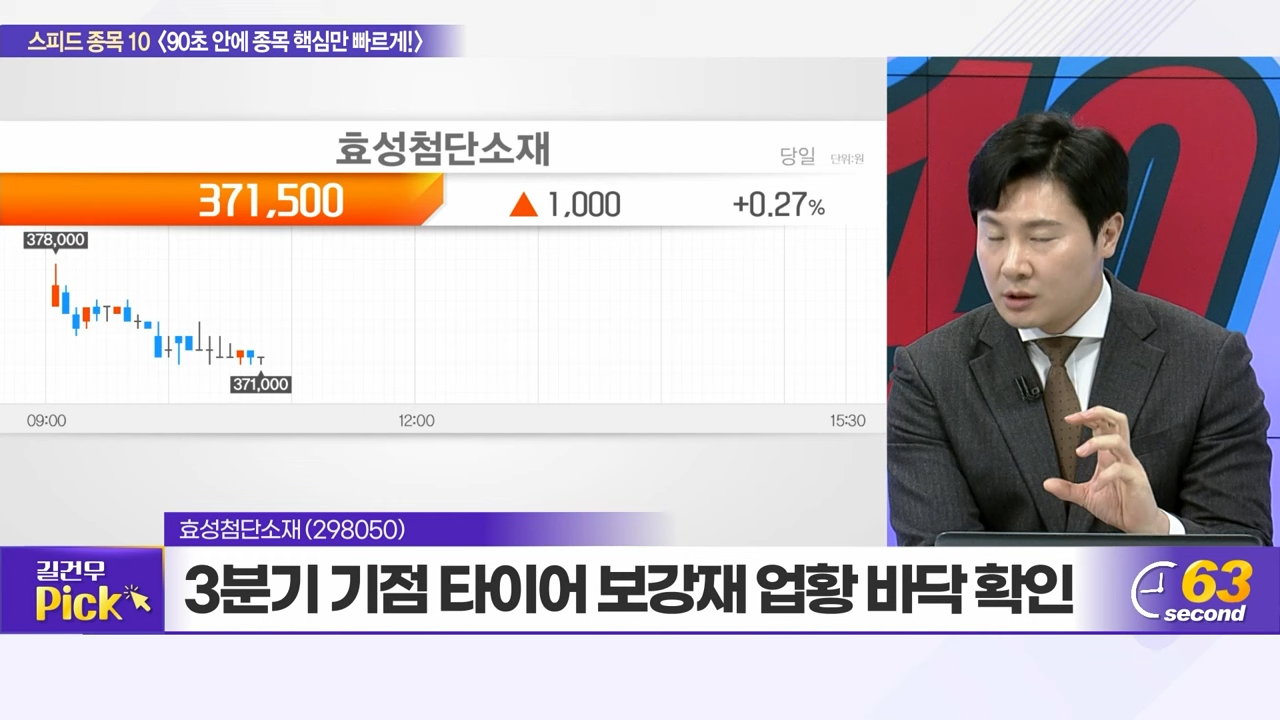 스피드 종목 10 〈90초 안에 종목 핵심만 빠르게!〉
효성첨단소재
당일 단위:원
371,500 ▲ 1,000 +0.27%
378,000
371,000
09:00 12:00 15:30
10
효성첨단소재(298050)
길건무
Pick
3분기 기점 타이어 보강재 업황 바닥 확인
63
second